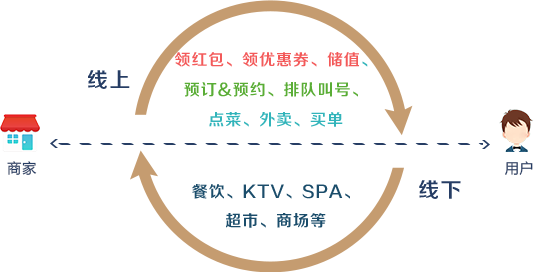 领红包、领优惠券、储值、
线上
预订&预约、排队叫号、
点菜、外卖、买单
商家
用户
餐饮、KTV、SPA、
线下
超市、商场等